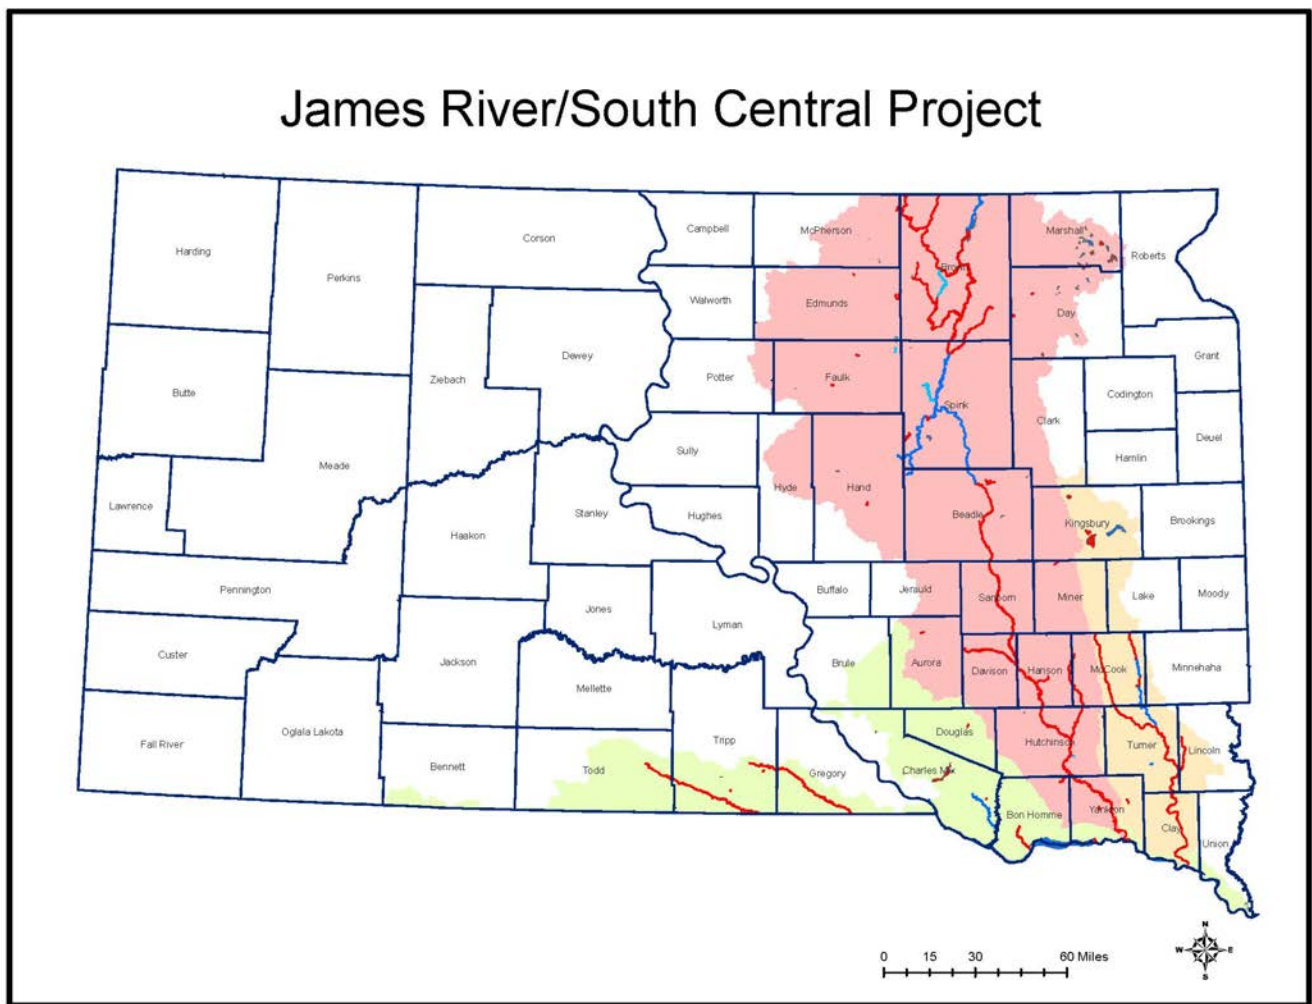 James River/South Central Project
Harding
Perkins
Corson
Campbell
McPherson
Brown
Marshall
Roberts
Walworth
Edmunds
Day
Grant
Butte
Ziebach
Dewey
Potter
Faulk
Spink
Clark
Codington
Deuel
Hamlin
Meade
Sully
Hyde
Hand
Lawrence
Haakon
Stanley
Hughes
Beadle
Kingsbury
Brookings
Pennington
Jones
Lyman
Buffalo
Jerauld
Sanborn
Miner
Lake
Moody
Custer
Jackson
Mellette
Brule
Aurora
Davison
Hanson
McCook
Minnehaha
Fall River
Oglala Lakota
Bennett
Todd
Tripp
Gregory
Charles Mix
Douglas
Hutchinson
Turner
Lincoln
Bon Homme
Yankton
Clay
Union
N
W
E
S
0 15 30 60 Miles